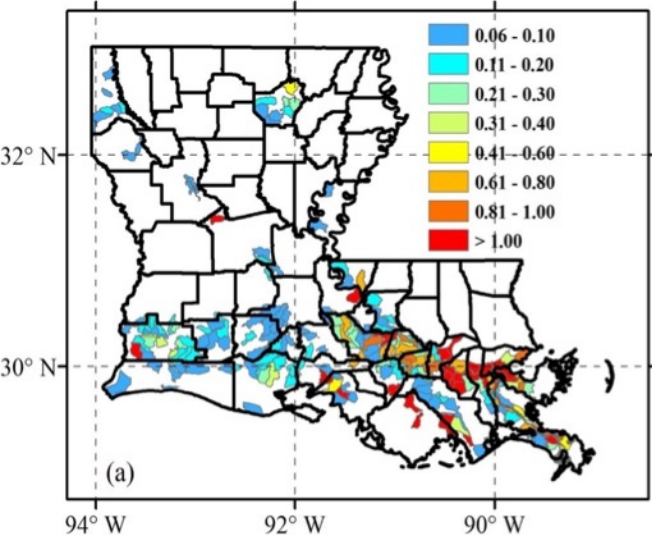 0.06 - 0.10
0.11 - 0.20
0.21 - 0.30
0.31 - 0.40
0.41 - 0.60
0.61 - 0.80
0.81 - 1.00
> 1.00
32° N
30° N
(a)
94° W
92° W
90° W